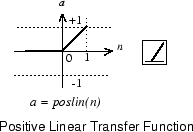 a
+1
n
0 1
-1
a = poslin(n)
Positive Linear Transfer Function